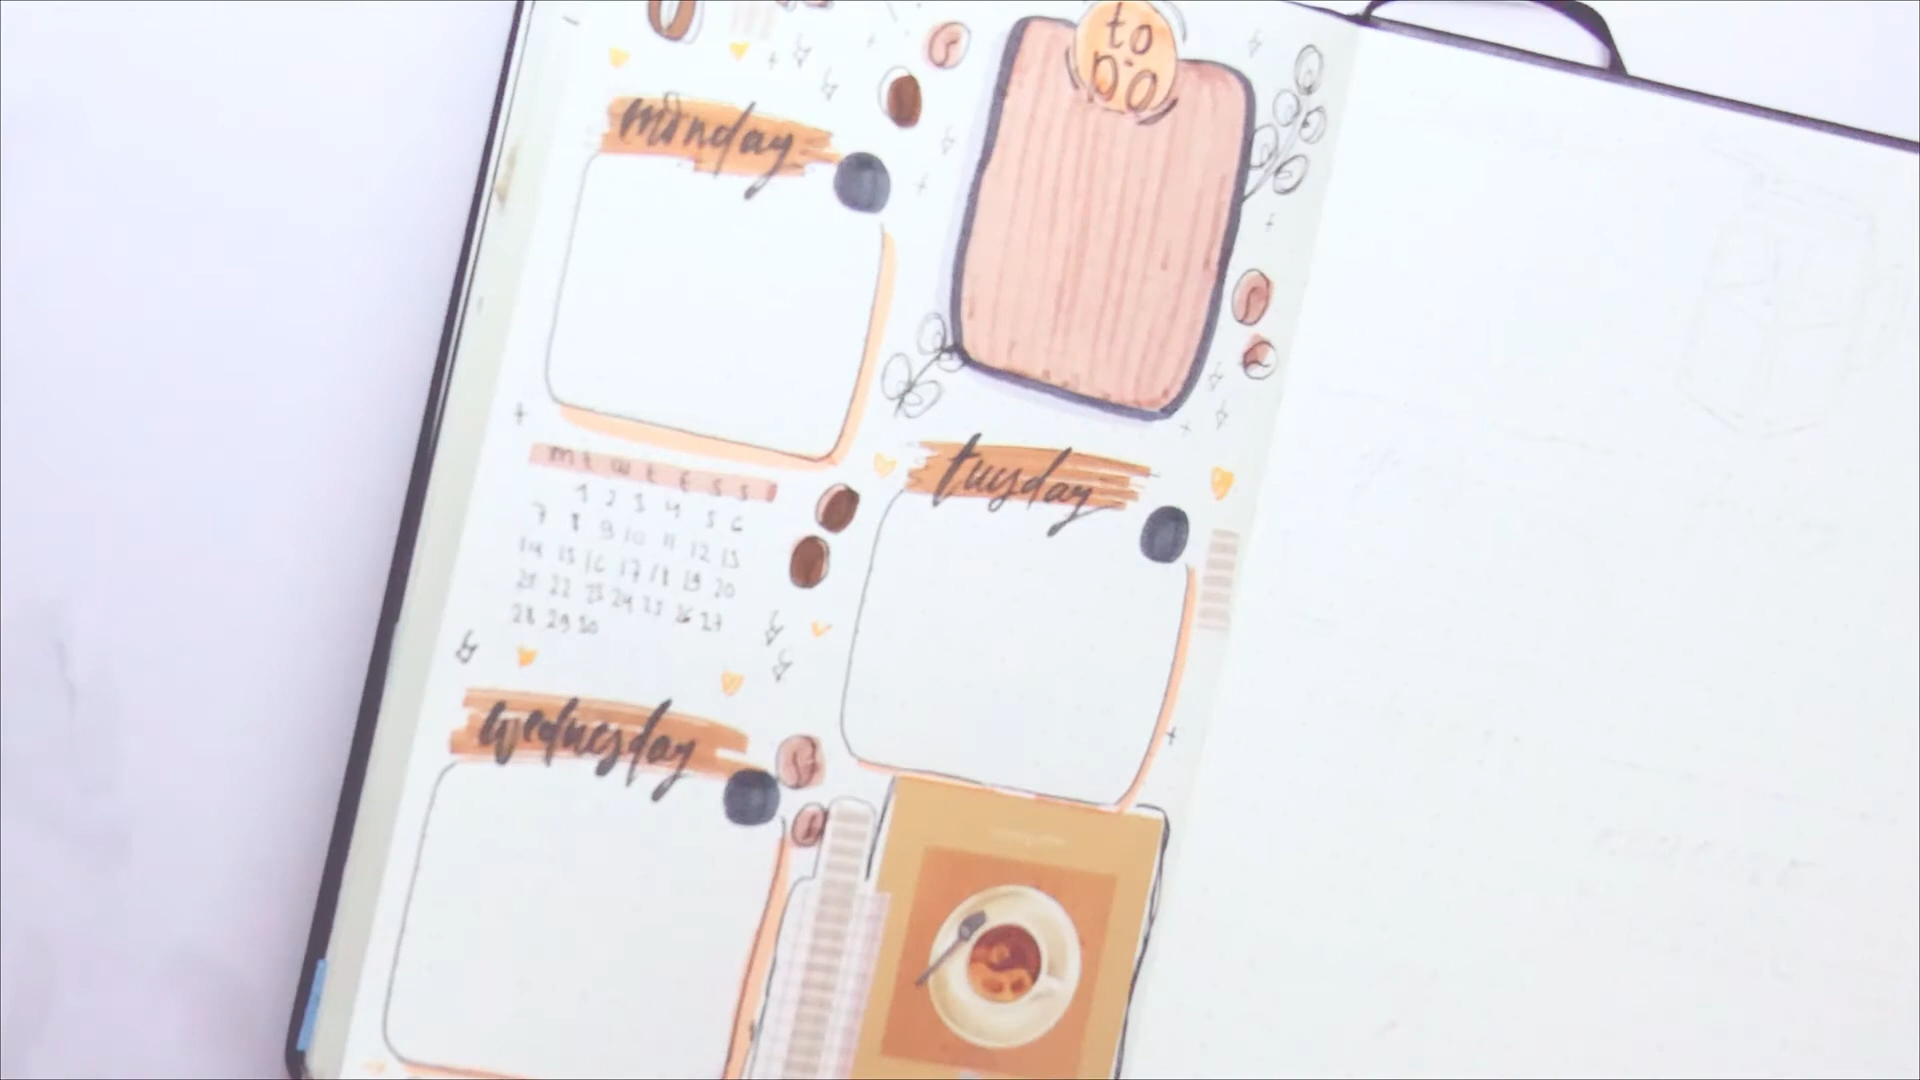 to
DO
monday
m t w t f s s
1 2 3 4 5 6
7 8 9 10 11 12 13
14 15 16 17 18 19 20
21 22 23 24 25 26 27
28 29 30
tuesday
wednesday